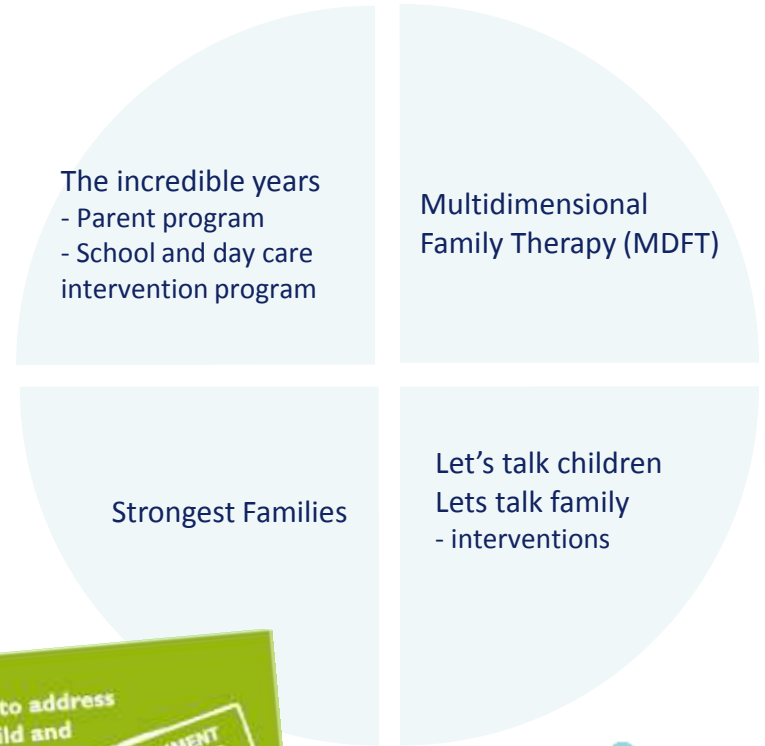 The incredible years
- Parent program
- School and day care
intervention program
Multidimensional
Family Therapy (MDFT)
Strongest Families
Let’s talk children
Lets talk family
- interventions
to address
ild and
MENT